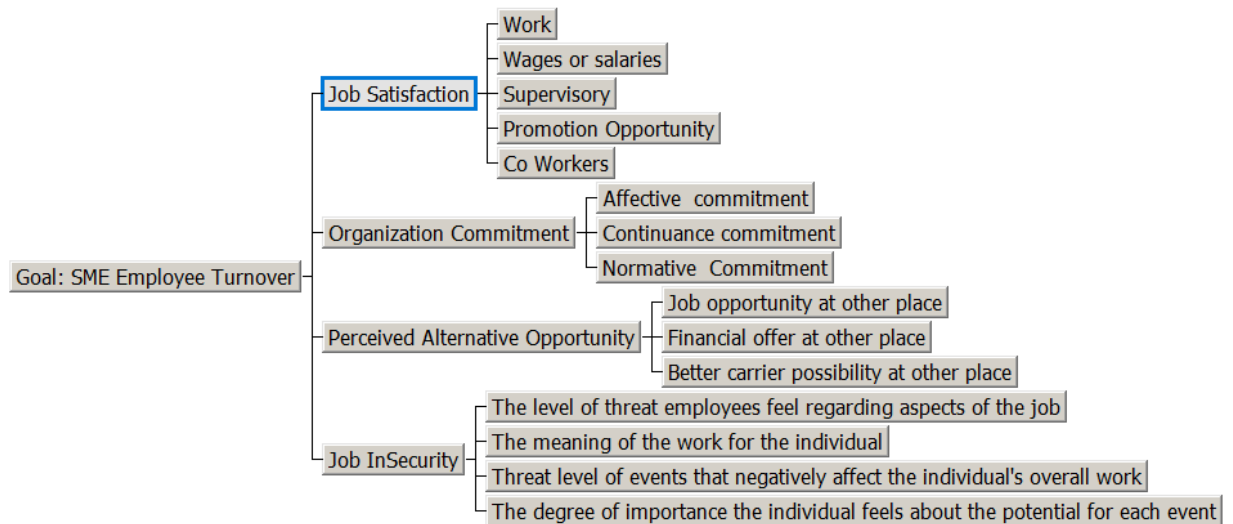 Work
Wages or salaries
Job Satisfaction
Supervisory
Promotion Opportunity
Co Workers
Affective commitment
Organization Commitment
Continuance commitment
Normative Commitment
Goal: SME Employee Turnover
Job opportunity at other place
Perceived Alternative Opportunity
Financial offer at other place
Better carrier possibility at other place
The level of threat employees feel regarding aspects of the job
The meaning of the work for the individual
Job InSecurity
Threat level of events that negatively affect the individual's overall work
The degree of importance the individual feels about the potential for each event